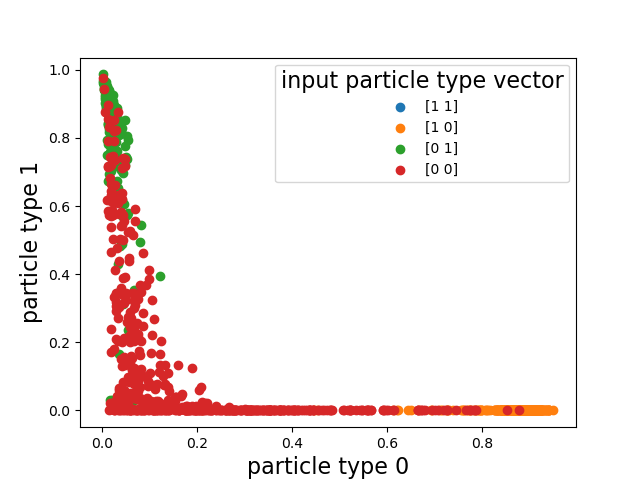 input particle type vector
[1 1]
[1 0]
[0 1]
[0 0]
particle type 1
1.0
0.8
0.6
0.4
0.2
0.0
0.0 0.2 0.4 0.6 0.8
particle type 0